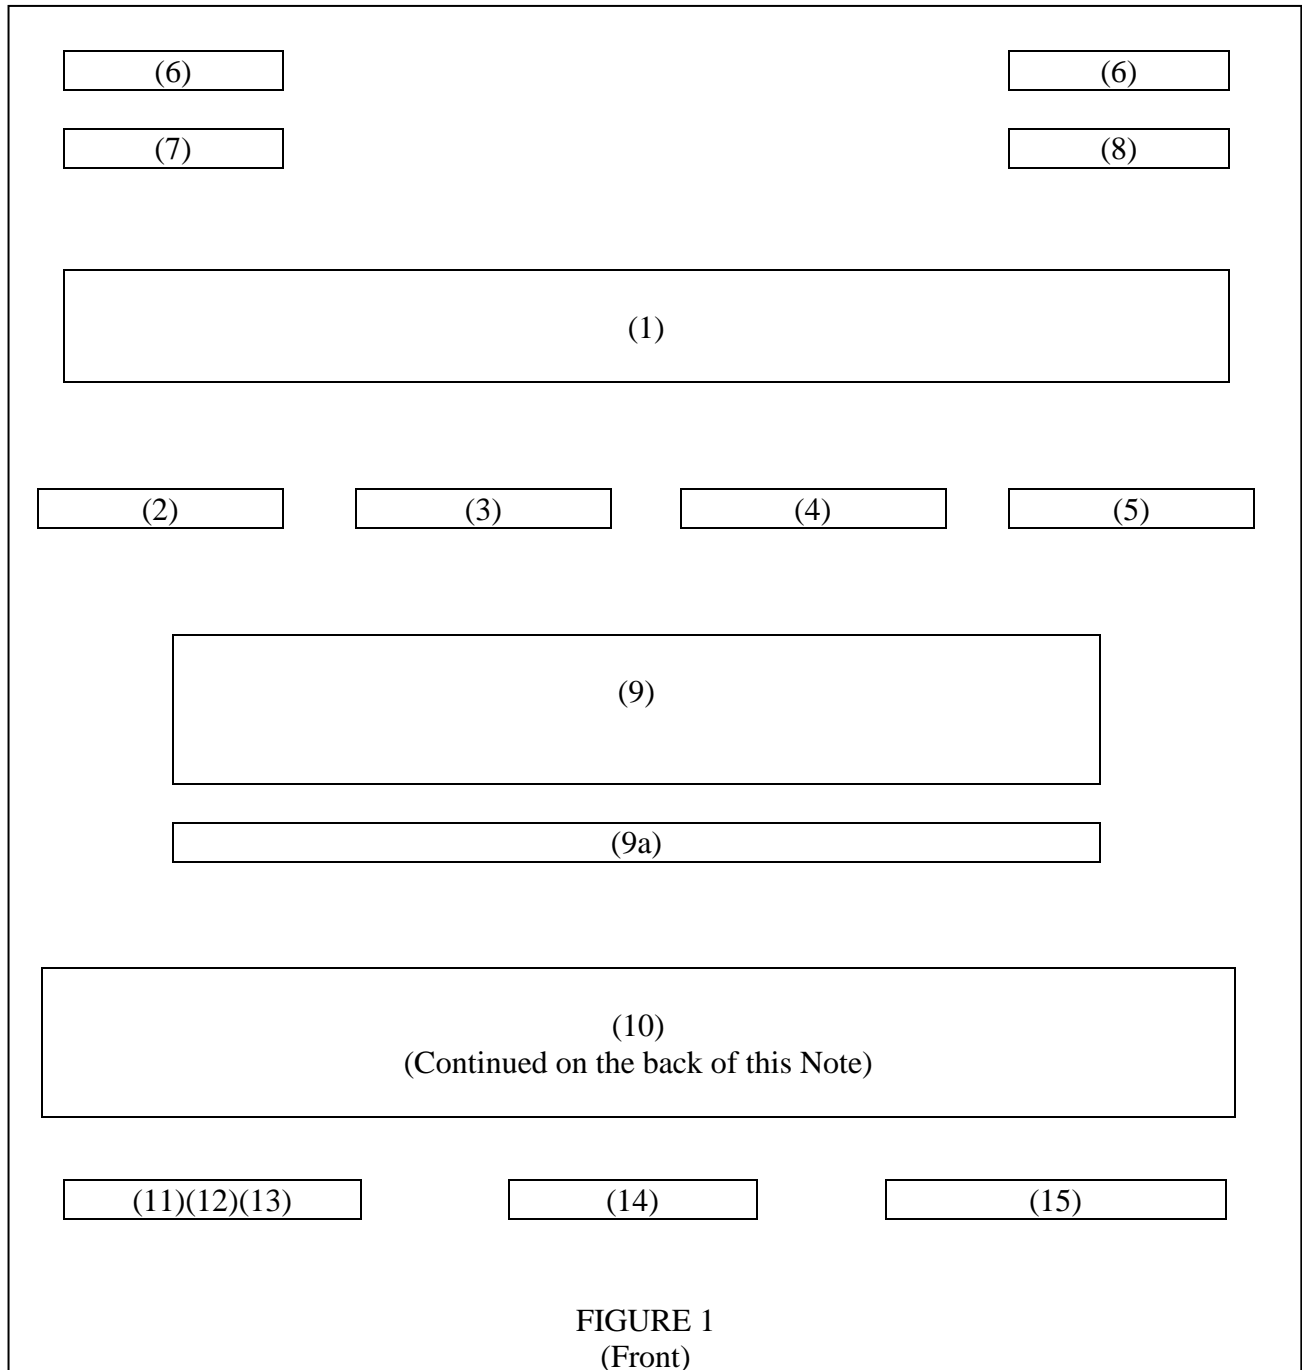 (6) (6)
(7) (8)
(1)
(2) (3) (4) (5)
(9)
(9a)
(10)
(Continued on the back of this Note)
(11)(12)(13) (14) (15)
FIGURE 1
(Front)